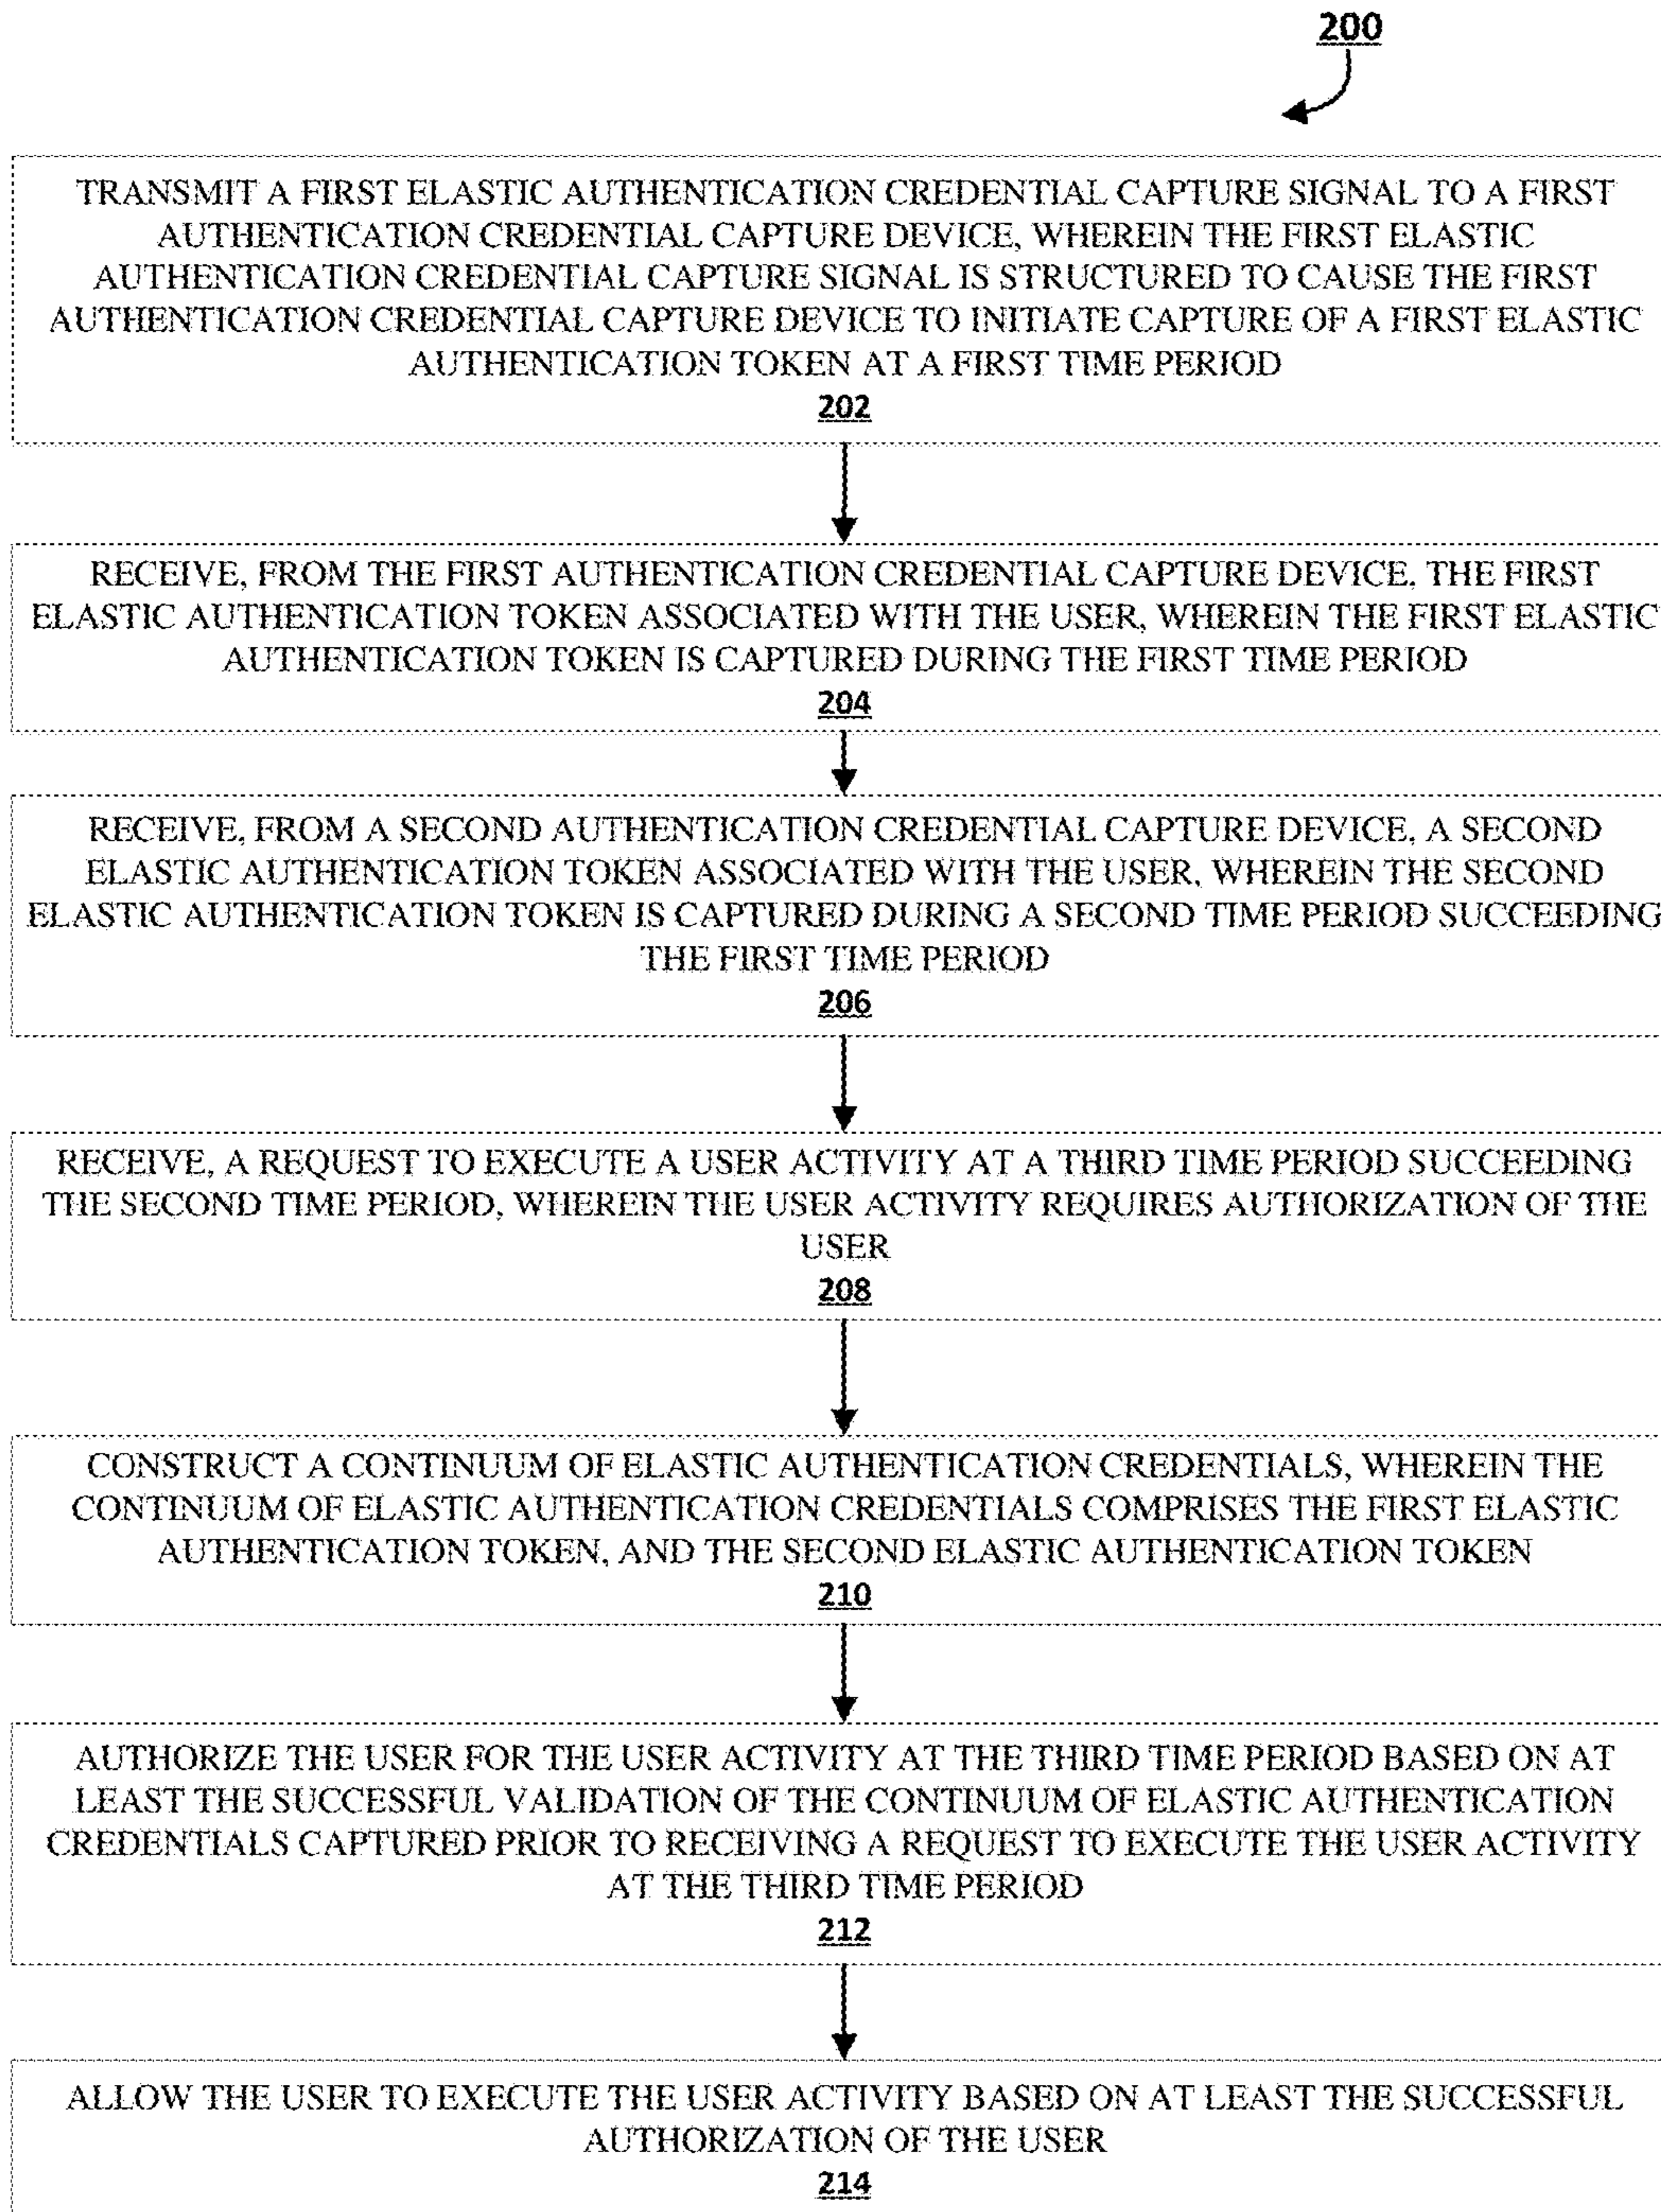 200
TRANSMIT A FIRST ELASTIC AUTHENTICATION CREDENTIAL CAPTURE SIGNAL TO A FIRST
AUTHENTICATION CREDENTIAL CAPTURE DEVICE, WHEREIN THE FIRST ELASTIC
AUTHENTICATION CREDENTIAL CAPTURE SIGNAL IS STRUCTURED TO CAUSE THE FIRST
AUTHENTICATION CREDENTIAL CAPTURE DEVICE TO INITIATE CAPTURE OF A FIRST ELASTIC
AUTHENTICATION TOKEN AT A FIRST TIME PERIOD
202
RECEIVE, FROM THE FIRST AUTHENTICATION CREDENTIAL CAPTURE DEVICE, THE FIRST
ELASTIC AUTHENTICATION TOKEN ASSOCIATED WITH THE USER, WHEREIN THE FIRST ELASTIC
AUTHENTICATION TOKEN IS CAPTURED DURING THE FIRST TIME PERIOD
204
RECEIVE, FROM A SECOND AUTHENTICATION CREDENTIAL CAPTURE DEVICE, A SECOND
ELASTIC AUTHENTICATION TOKEN ASSOCIATED WITH THE USER, WHEREIN THE SECOND
ELASTIC AUTHENTICATION TOKEN IS CAPTURED DURING A SECOND TIME PERIOD SUCCEEDING
THE FIRST TIME PERIOD
206
RECEIVE, A REQUEST TO EXECUTE A USER ACTIVITY AT A THIRD TIME PERIOD SUCCEEDING
THE SECOND TIME PERIOD, WHEREIN THE USER ACTIVITY REQUIRES AUTHORIZATION OF THE
USER
208
CONSTRUCT A CONTINUUM OF ELASTIC AUTHENTICATION CREDENTIALS, WHEREIN THE
CONTINUUM OF ELASTIC AUTHENTICATION CREDENTIALS COMPRISES THE FIRST ELASTIC
AUTHENTICATION TOKEN, AND THE SECOND ELASTIC AUTHENTICATION TOKEN
210
AUTHORIZE THE USER FOR THE USER ACTIVITY AT THE THIRD TIME PERIOD BASED ON AT
LEAST THE SUCCESSFUL VALIDATION OF THE CONTINUUM OF ELASTIC AUTHENTICATION
CREDENTIALS CAPTURED PRIOR TO RECEIVING A REQUEST TO EXECUTE THE USER ACTIVITY
AT THE THIRD TIME PERIOD
212
ALLOW THE USER TO EXECUTE THE USER ACTIVITY BASED ON AT LEAST THE SUCCESSFUL
AUTHORIZATION OF THE USER
214